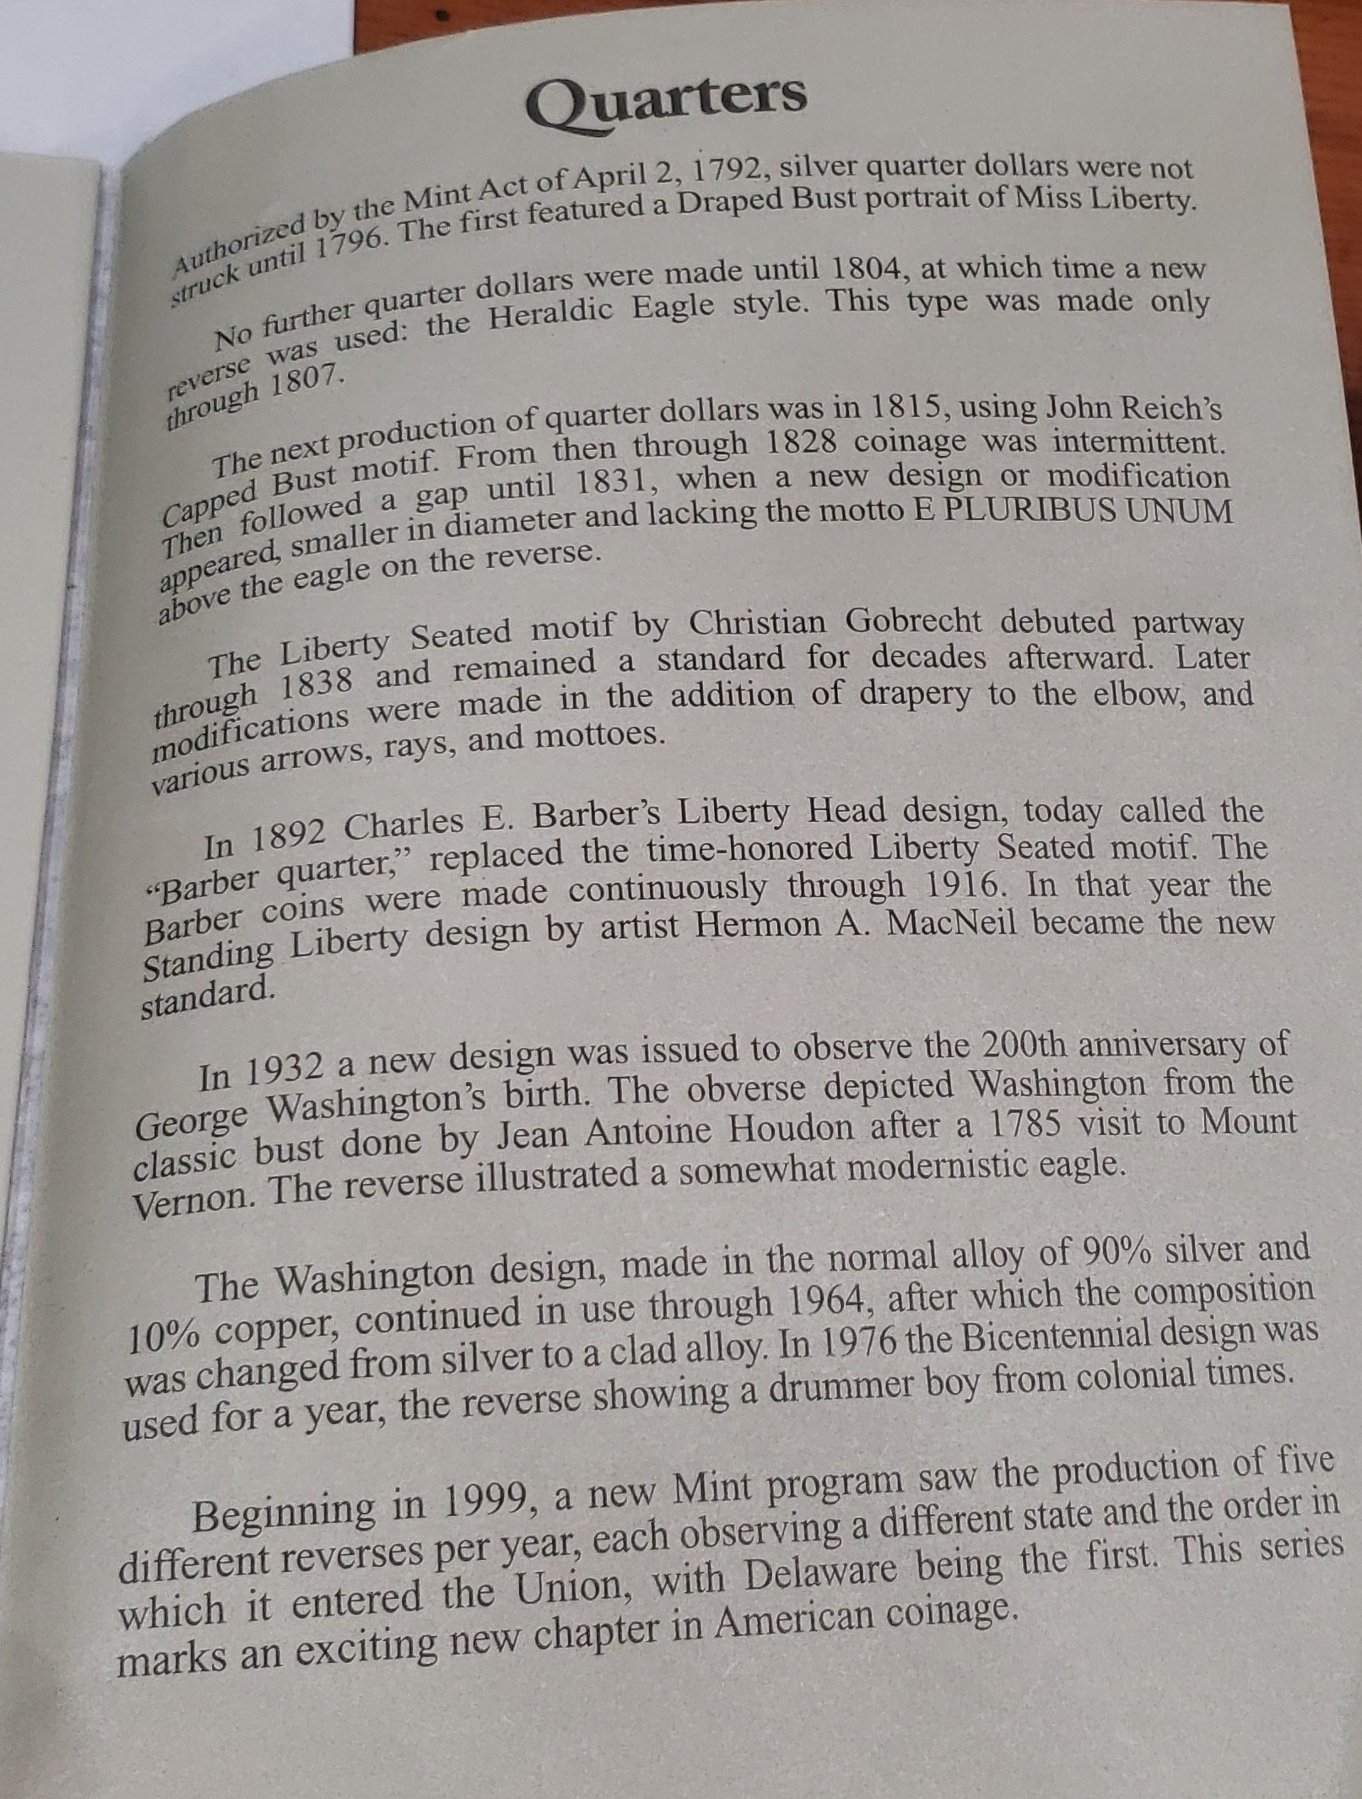 Quarters
Authorized by the Mint Act of April 2, 1792, silver quarter dollars were not
struck until 1796. The first featured a Draped Bust portrait of Miss Liberty.
No further quarter dollars were made until 1804, at which time a new
reverse was used: the Heraldic Eagle style. This type was made only
through 1807.
The next production of quarter dollars was in 1815, using John Reich's
Capped Bust motif. From then through 1828 coinage was intermittent.
Then followed a gap until 1831, when a new design or modification
appeared, smaller in diameter and lacking the motto E PLURIBUS UNUM
above the eagle on the reverse.
The Liberty Seated motif by Christian Gobrecht debuted partway
through 1838 and remained a standard for decades afterward. Later
modifications were made in the addition of drapery to the elbow, and
various arrows, rays, and mottoes.
In 1892 Charles E. Barber's Liberty Head design, today called the
"Barber quarter," replaced the time-honored Liberty Seated motif. The
Barber coins were made continuously through 1916. In that year the
Standing Liberty design by artist Hermon A. MacNeil became the new
standard.
In 1932 a new design was issued to observe the 200th anniversary of
George Washington's birth. The obverse depicted Washington from the
classic bust done by Jean Antoine Houdon after a 1785 visit to Mount
Vernon. The reverse illustrated a somewhat modernistic eagle.
The Washington design, made in the normal alloy of 90% silver and
10% copper, continued in use through 1964, after which the composition
was changed from silver to a clad alloy. In 1976 the Bicentennial design was
used for a year, the reverse showing a drummer boy from colonial times.
Beginning in 1999, a new Mint program saw the production of five
different reverses per year, each observing a different state and the order in
which it entered the Union, with Delaware being the first. This series
marks an exciting new chapter in American coinage.